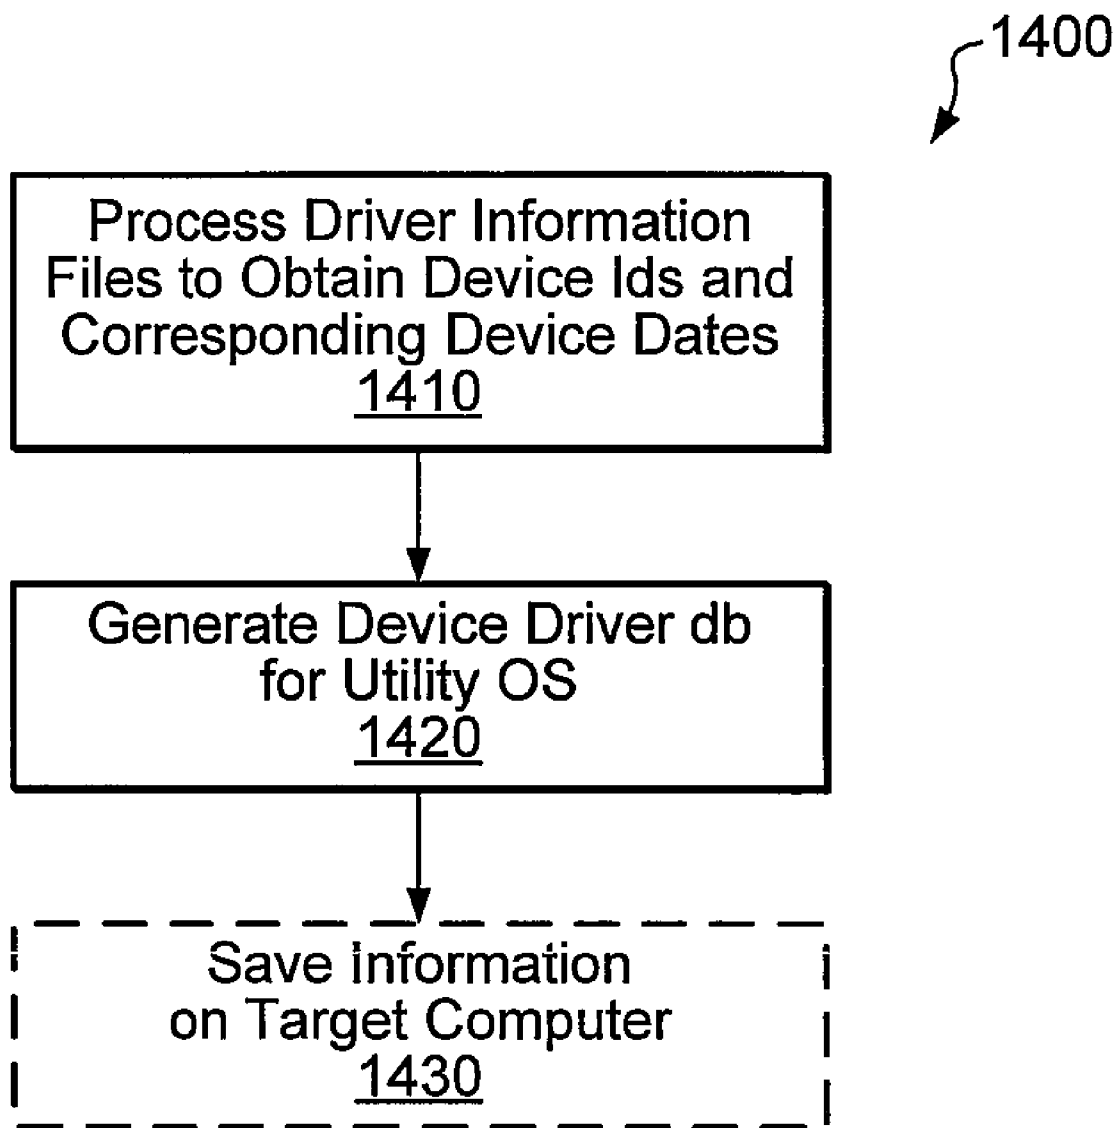 1400
Process Driver Information
Files to Obtain Device Ids and
Corresponding Device Dates
1410
Generate Device Driver db
for Utility OS
1420
Save Information
on Target Computer
1430